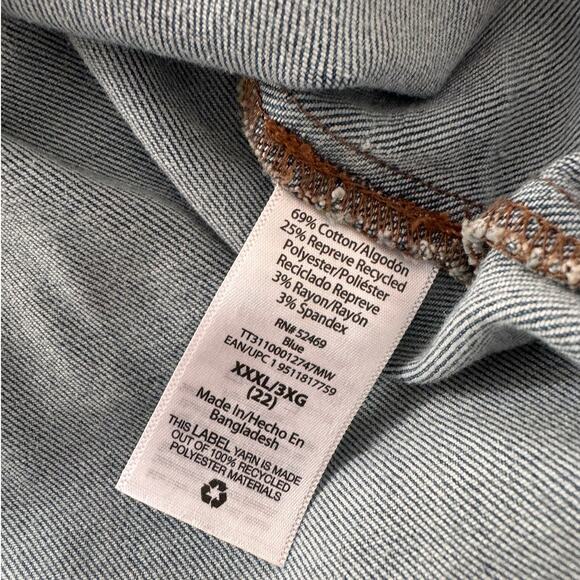 69% Cotton/Algodón
25% Repreve Recycled
Polyester/Poliéster
Reciclado Repreve
3% Rayon/Rayón
3% Spandex
RN# 52469
Blue
TT31100012747MW
EAN/UPC 1 9511817759
XXXL/3XG
(22)
Made In/Hecho En
Bangladesh
THIS LABEL YARN IS MADE
OUT OF 100% RECYCLED
POLYESTER MATERIALS